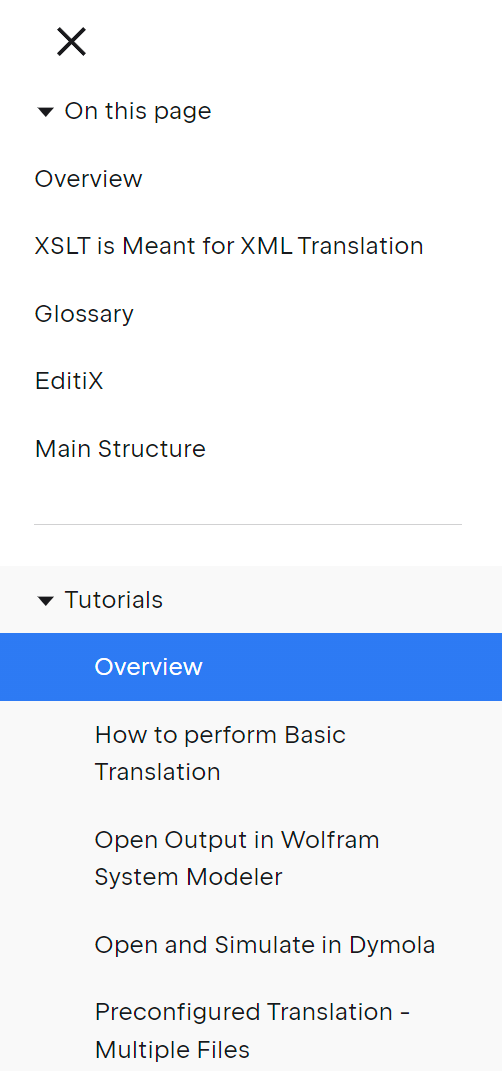 On this page
Overview
XSLT is Meant for XML Translation
Glossary
EditiX
Main Structure
Tutorials
Overview
How to perform Basic
Translation
Open Output in Wolfram
System Modeler
Open and Simulate in Dymola
Preconfigured Translation -
Multiple Files